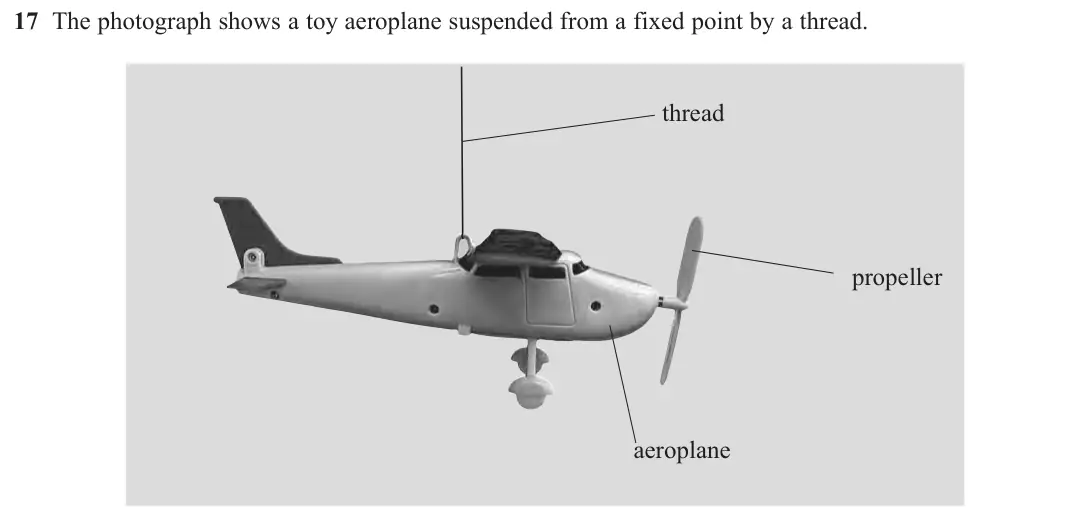 17 The photograph shows a toy aeroplane suspended from a fixed point by a thread.
thread
propeller
aeroplane